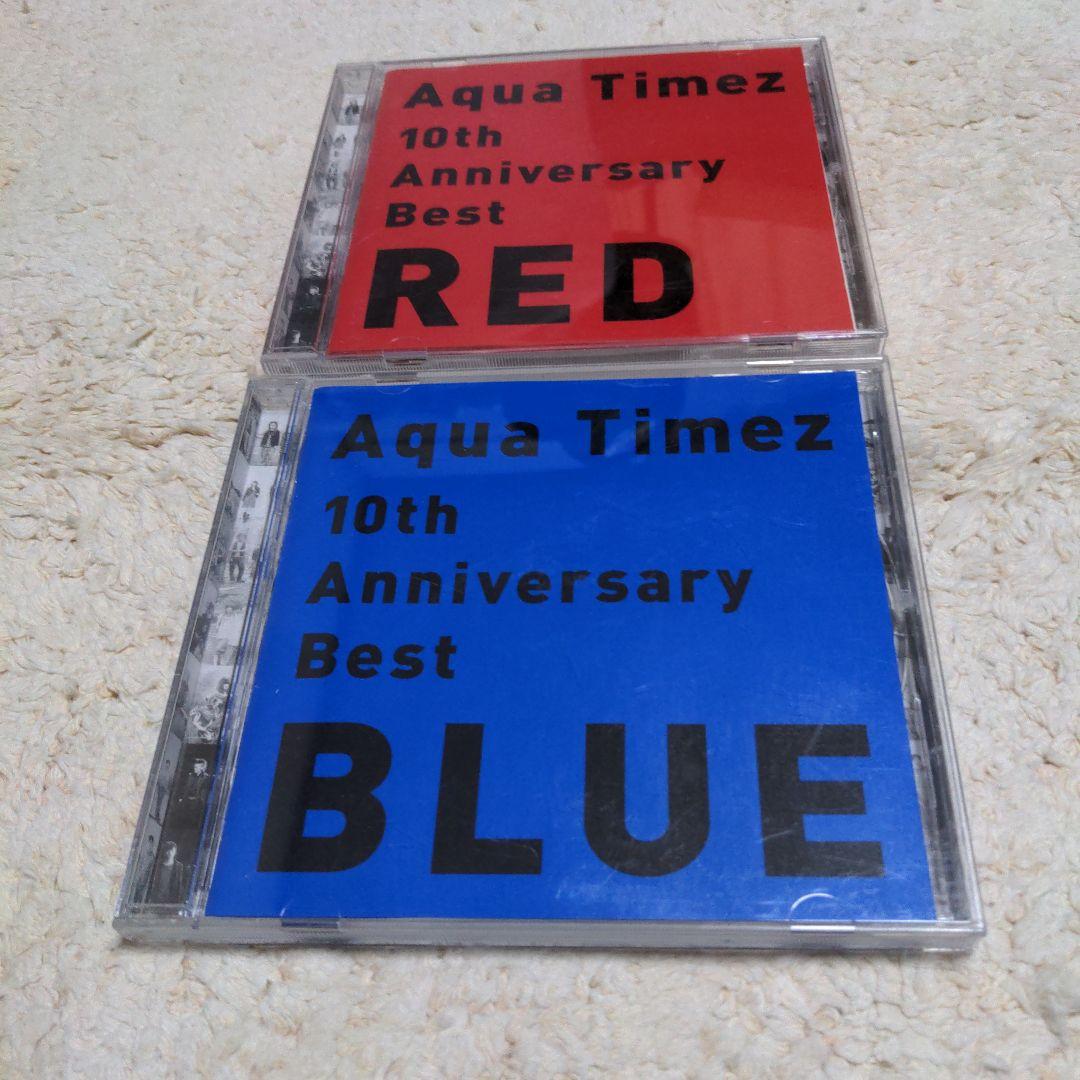 Aqua Timez
10th
Anniversary
Best
RED
Aqua Timez
10th
Anniversary
Best
BLUE